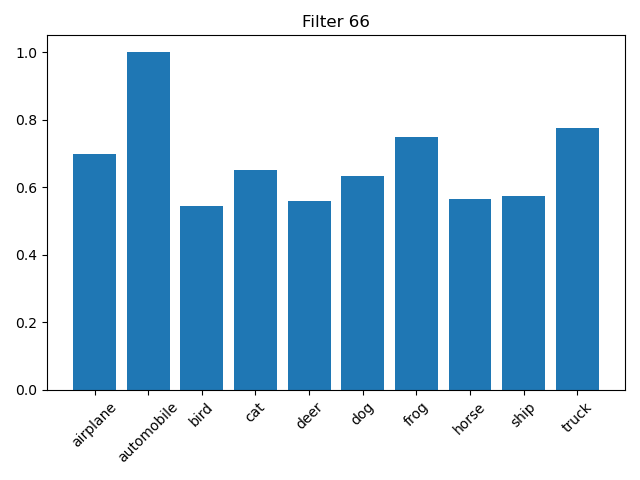 Filter 66
1.0
0.8
0.6
0.4
0.2
0.0
airplane
automobile
bird
cat
deer
dog
frog
horse
ship
truck